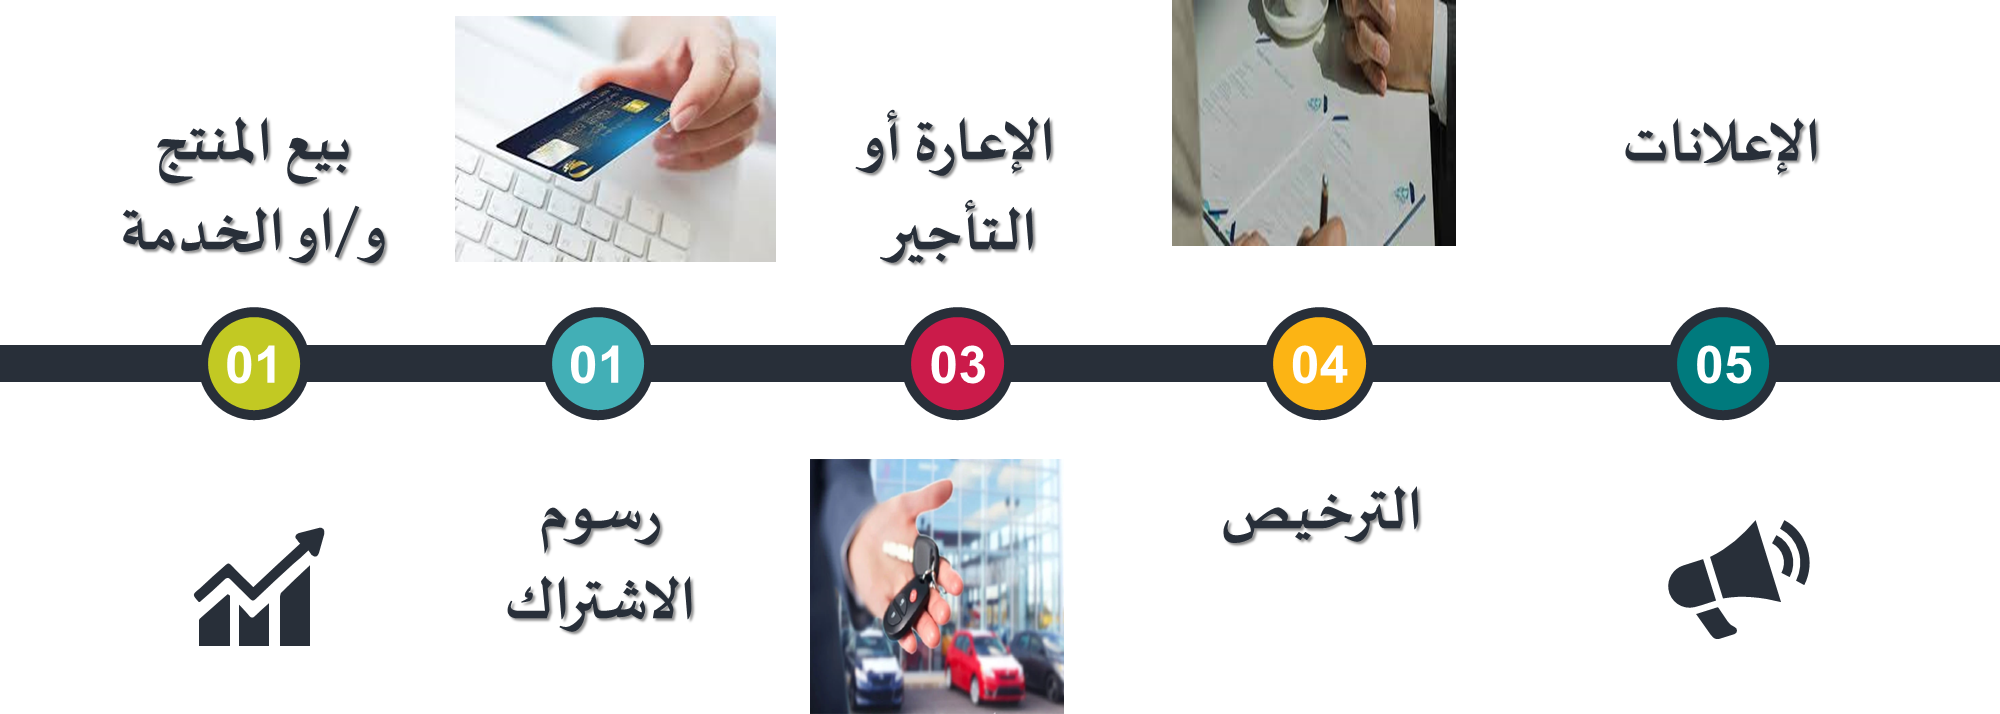 بيع المنتج
و/او الخدمة
01
01
رسوم
الاشتراك
الإعارة أو
التأجير
03
04
الترخيص
الإعلانات
05